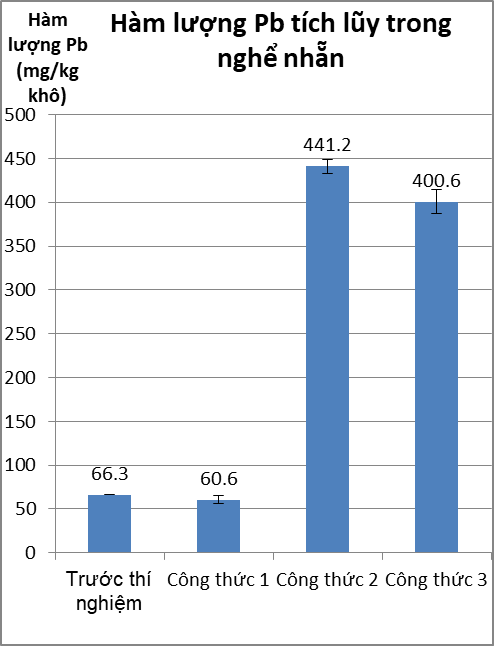 Hàm
lượng Pb
(mg/kg
khô)
Hàm lượng Pb tích lũy trong
nghể nhẵn
500
450
400
350
300
250
200
150
100
50
0
66.3
60.6
441.2
400.6
Trước thí
nghiệm
Công thức 1
Công thức 2
Công thức 3